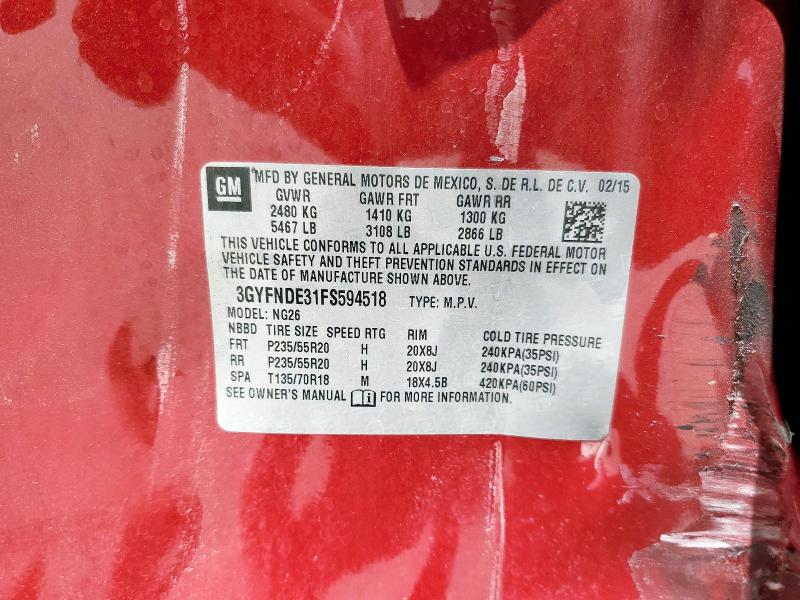 GM
MFD BY GENERAL MOTORS DE MEXICO, S. DE R.L. DE C.V. 02/15
GVWR GAWR FRT GAWR RR
2480 KG 1410 KG 1300 KG
5467 LB 3108 LB 2866 LB
THIS VEHICLE CONFORMS TO ALL APPLICABLE U.S. FEDERAL MOTOR
VEHICLE SAFETY AND THEFT PREVENTION STANDARDS IN EFFECT ON
THE DATE OF MANUFACTURE SHOWN ABOVE.
3GYFNDE31FS594518 TYPE: M.P.V.
MODEL: NG26
NBBD TIRE SIZE SPEED RTG RIM COLD TIRE PRESSURE
FRT P235/55R20 H 20X8J 240KPA(35PSI)
RR P235/55R20 H 20X8J 240KPA(35PSI)
SPA T135/70R18 M 18X4.5B 420KPA(60PSI)
SEE OWNER'S MANUAL i FOR MORE INFORMATION.